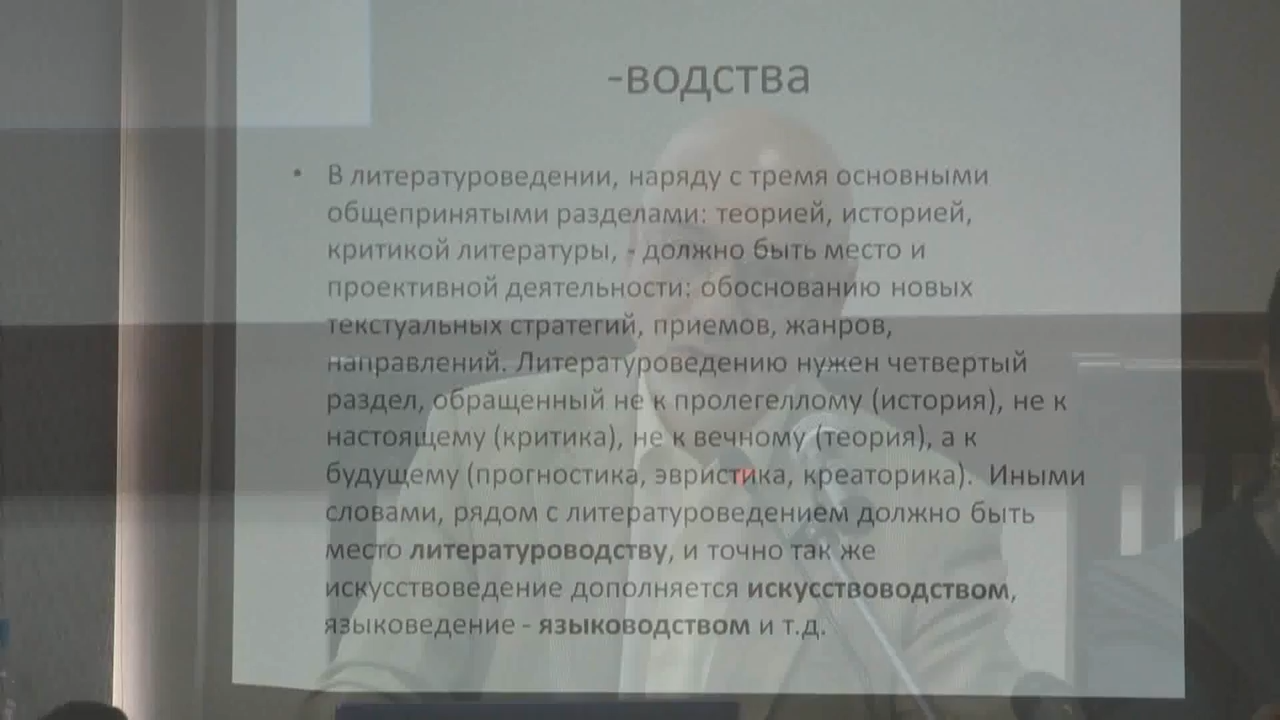 -водства
• В литературоведении, наряду с тремя основными
общепринятыми разделами: теорией, историей,
критикой литературы, - должно быть место и
проективной деятельности: обоснованию новых
текстуальных стратегий, приемов, жанров,
направлений. Литературоведению нужен четвертый
раздел, обращенный не к пролегеллому (история), не к
настоящему (критика), не к вечному (теория), а к
будущему (прогностика, эвристика, креаторика). Иными
словами, рядом с литературоведением должно быть
место литературоводству, и точно так же
искусствоведение дополняется искусствоводством,
языковедение - языководством и т.д.